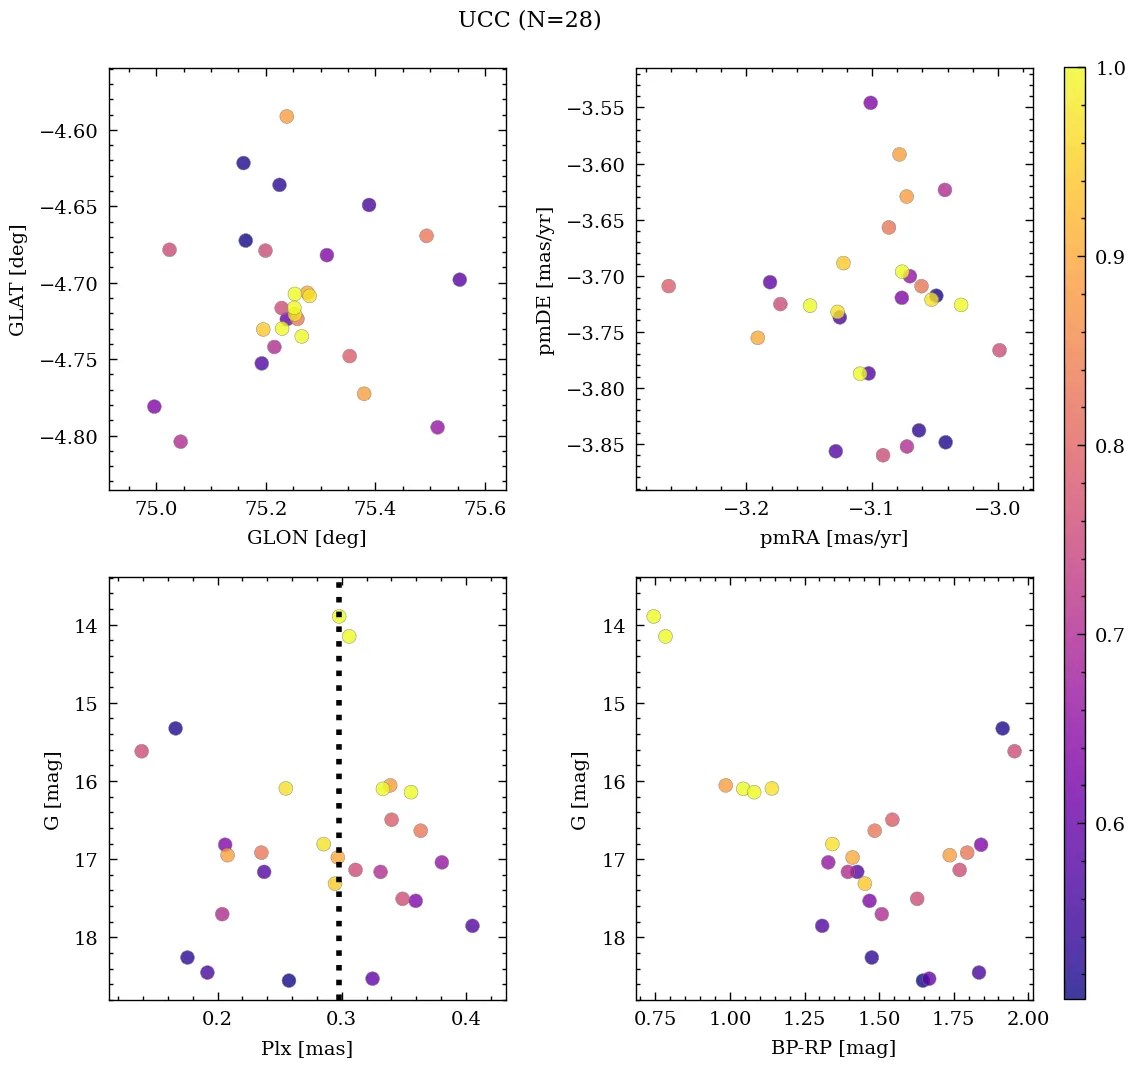 UCC (N=28)
−4.60
−4.65
−4.70
−4.75
−4.80
GLAT [deg]
75.0 75.2 75.4 75.6
GLON [deg]
−3.55
−3.60
−3.65
−3.70
−3.75
−3.80
−3.85
pmDE [mas/yr]
−3.2 −3.1 −3.0
pmRA [mas/yr]
1.0
0.9
0.8
0.7
0.6
14
15
16
17
18
G [mag]
0.2 0.3 0.4
Plx [mas]
14
15
16
17
18
G [mag]
0.75 1.00 1.25 1.50 1.75 2.00
BP-RP [mag]